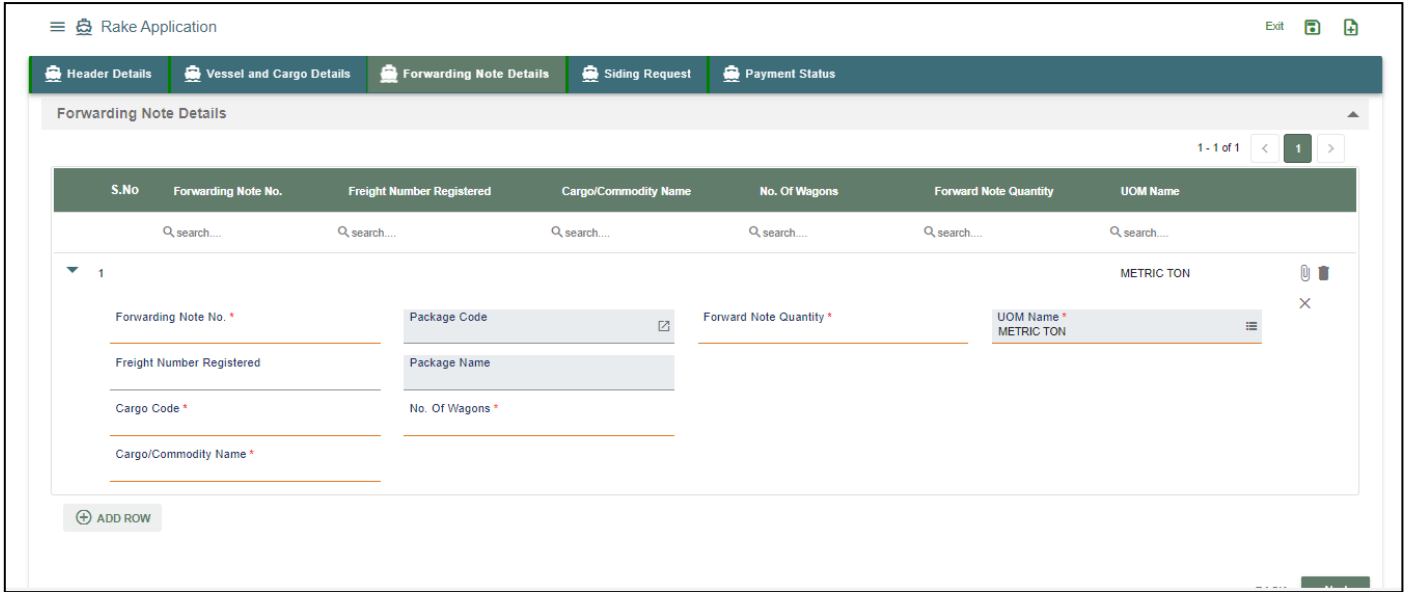 Rake Application
Exit
Header Details Vessel and Cargo Details Forwarding Note Details Siding Request Payment Status
Forwarding Note Details
1 - 1 of 1 < 1 >
S.No Forwarding Note No. Freight Number Registered Cargo/Commodity Name No. Of Wagons Forward Note Quantity UOM Name
search.... search.... search.... search.... search.... search....
1 METRIC TON
Forwarding Note No. * Package Code Forward Note Quantity * UOM Name *
METRIC TON
Freight Number Registered Package Name
Cargo Code * No. Of Wagons *
Cargo/Commodity Name *
ADD ROW